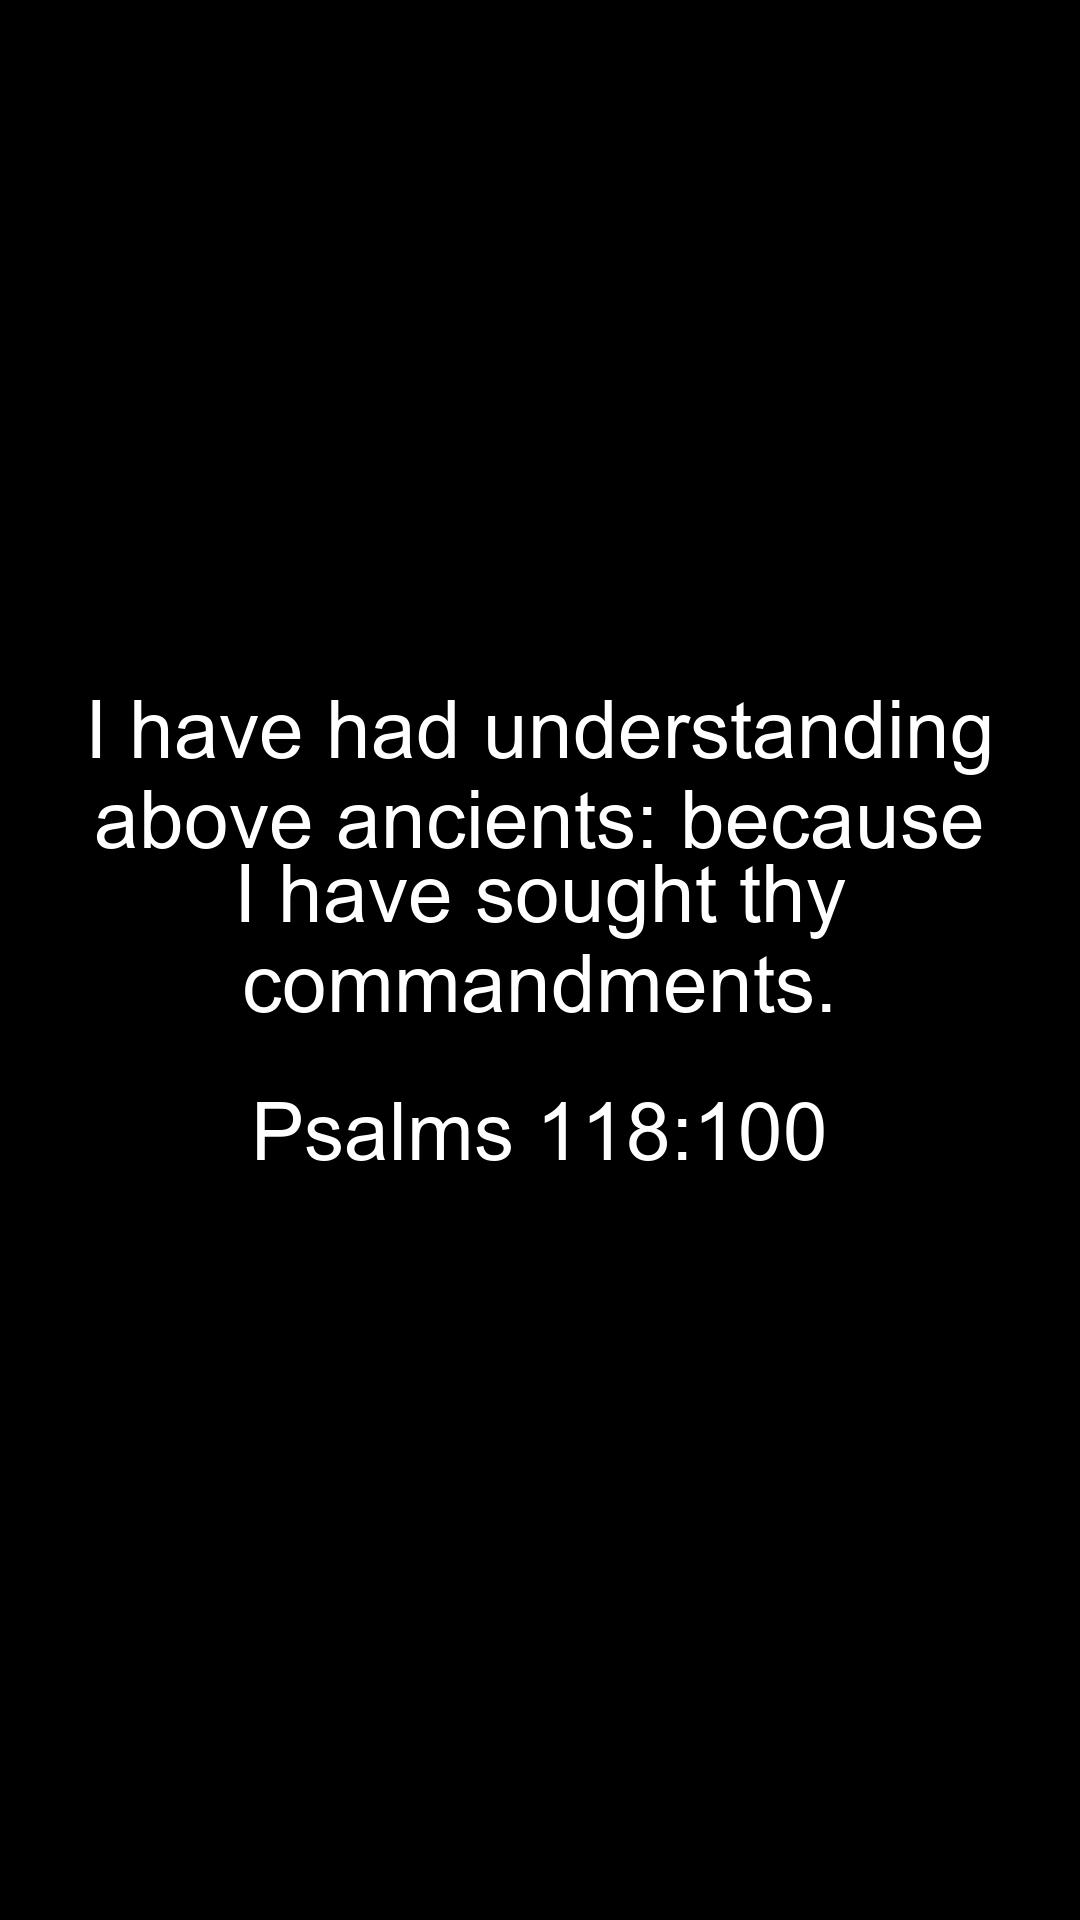 I have had understanding
above ancients: because
I have sought thy
commandments.
Psalms 118:100